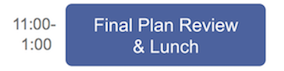 11:00-
1:00
Final Plan Review
& Lunch